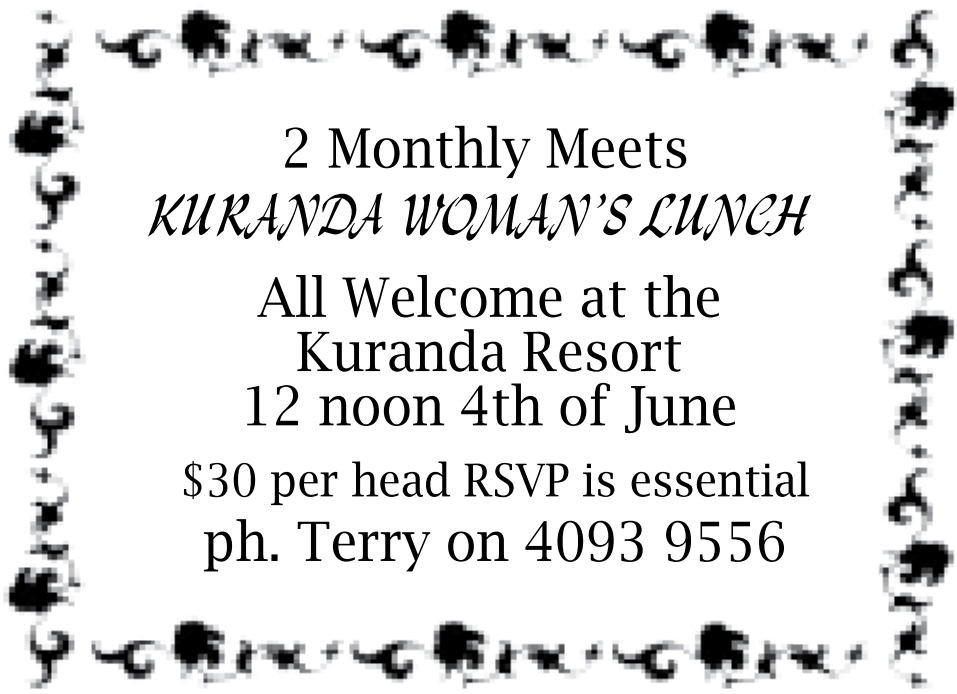 2 Monthly Meets
KURANDA WOMAN'S LUNCH
All Welcome at the
Kuranda Resort
12 noon 4th of June
$30 per head RSVP is essential
ph. Terry on 4093 9556